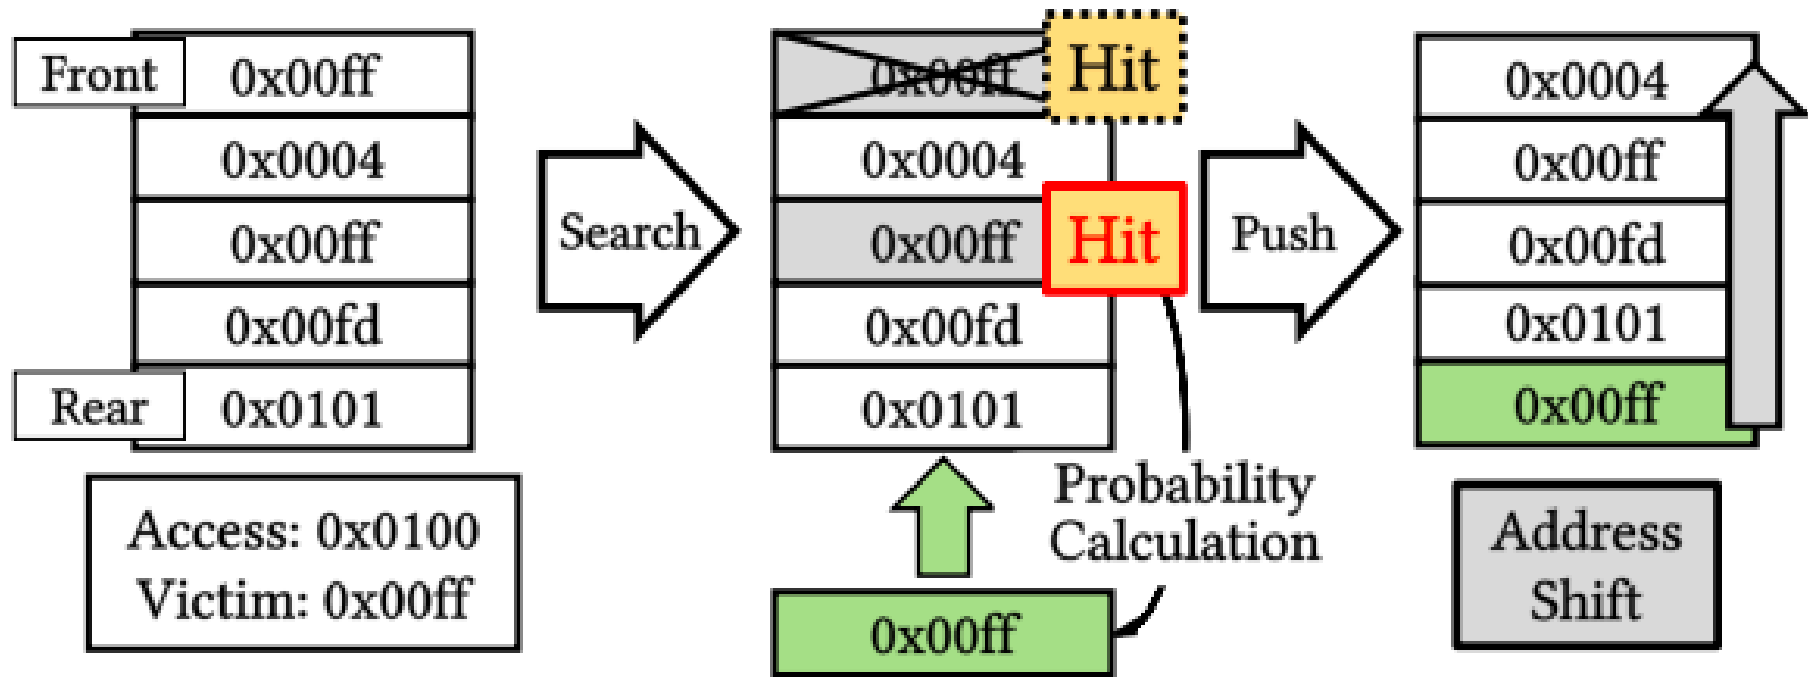 Front
0x00ff
0x0004
0x00ff
0x00fd
Rear
0x0101
Access: 0x0100
Victim: 0x00ff
Search
0x00ff
Hit
0x0004
0x00ff
Hit
0x00fd
0x0101
Probability
Calculation
0x00ff
Push
0x0004
0x00ff
0x00fd
0x0101
0x00ff
Address
Shift